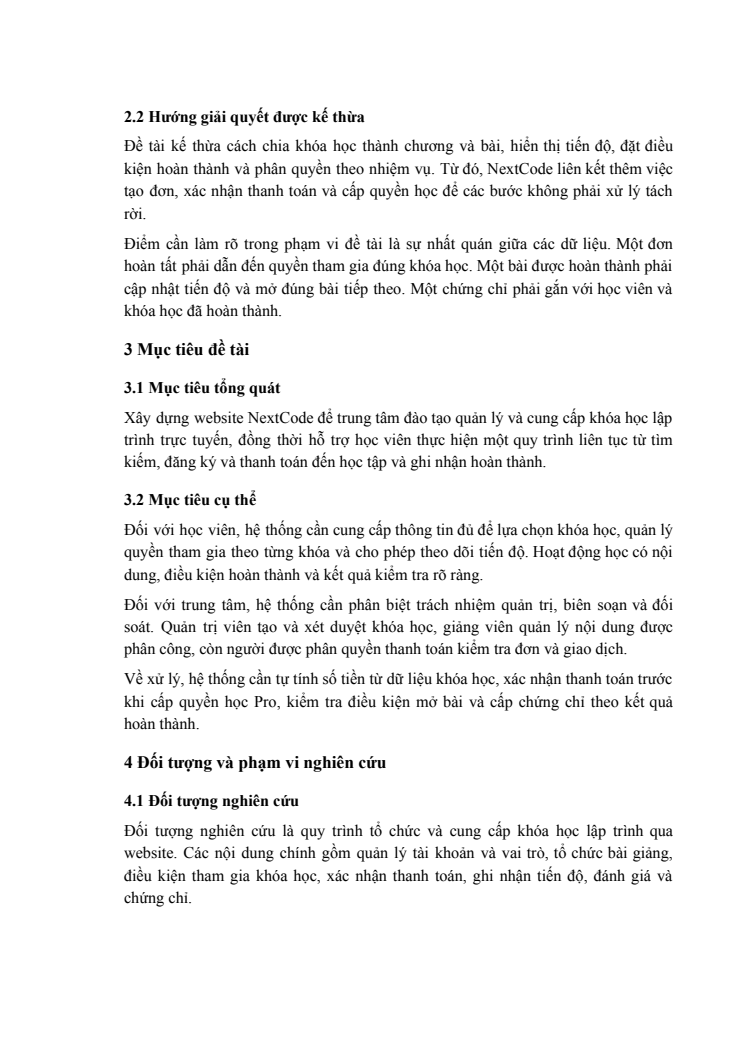 2.2 Hướng giải quyết được kế thừa
Đề tài kế thừa cách chia khóa học thành chương và bài, hiển thị tiến độ, đặt điều
kiện hoàn thành và phân quyền theo nhiệm vụ. Từ đó, NextCode liên kết thêm việc
tạo đơn, xác nhận thanh toán và cấp quyền học để các bước không phải xử lý tách
rời.
Điểm cần làm rõ trong phạm vi đề tài là sự nhất quán giữa các dữ liệu. Một đơn
hoàn tất phải dẫn đến quyền tham gia đúng khóa học. Một bài được hoàn thành phải
cập nhật tiến độ và mở đúng bài tiếp theo. Một chứng chỉ phải gắn với học viên và
khóa học đã hoàn thành.
3 Mục tiêu đề tài
3.1 Mục tiêu tổng quát
Xây dựng website NextCode để trung tâm đào tạo quản lý và cung cấp khóa học lập
trình trực tuyến, đồng thời hỗ trợ học viên thực hiện một quy trình liên tục từ tìm
kiếm, đăng ký và thanh toán đến học tập và ghi nhận hoàn thành.
3.2 Mục tiêu cụ thể
Đối với học viên, hệ thống cần cung cấp thông tin đủ để lựa chọn khóa học, quản lý
quyền tham gia theo từng khóa và cho phép theo dõi tiến độ. Hoạt động học có nội
dung, điều kiện hoàn thành và kết quả kiểm tra rõ ràng.
Đối với trung tâm, hệ thống cần phân biệt trách nhiệm quản trị, biên soạn và đối
soát. Quản trị viên tạo và xét duyệt khóa học, giảng viên quản lý nội dung được
phân công, còn người được phân quyền thanh toán kiểm tra đơn và giao dịch.
Về xử lý, hệ thống cần tự tính số tiền từ dữ liệu khóa học, xác nhận thanh toán trước
khi cấp quyền học Pro, kiểm tra điều kiện mở bài và cấp chứng chỉ theo kết quả
hoàn thành.
4 Đối tượng và phạm vi nghiên cứu
4.1 Đối tượng nghiên cứu
Đối tượng nghiên cứu là quy trình tổ chức và cung cấp khóa học lập trình qua
website. Các nội dung chính gồm quản lý tài khoản và vai trò, tổ chức bài giảng,
điều kiện tham gia khóa học, xác nhận thanh toán, ghi nhận tiến độ, đánh giá và
chứng chỉ.